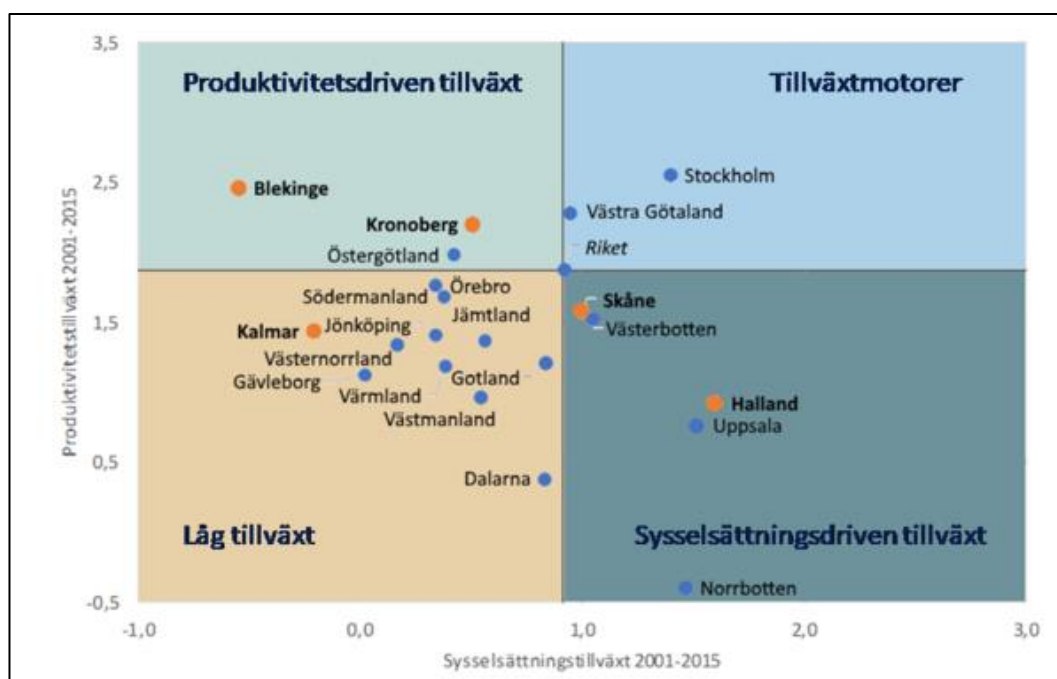 3,5
Produktivitetsdriven tillväxt
Tillväxtmotorer
2,5
Blekinge
Stockholm
Kronoberg
Västra Götaland
Östergötland
Riket
Produktivitetstillväxt 2001-2015
1,5
Örebro
Södermanland
Skåne
Jämtland
Jönköping
Västerbotten
Kalmar
Västernorrland
Gävleborg
Gotland
Värmland
Halland
Västmanland
Uppsala
0,5
Dalarna
Låg tillväxt
Sysselsättningsdriven tillväxt
Norrbotten
-0,5
-1,0
0,0
1,0
2,0
3,0
Sysselsättningstillväxt 2001-2015